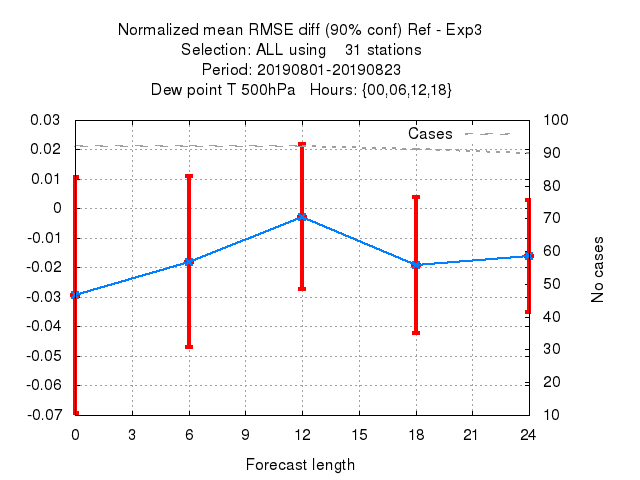 Normalized mean RMSE diff (90% conf) Ref - Exp3
Selection: ALL using    31 stations
Period: 20190801-20190823
Dew point T 500hPa   Hours: {00,06,12,18}
Cases
0.03
0.02
0.01
0
-0.01
-0.02
-0.03
-0.04
-0.05
-0.06
-0.07
100
90
80
70
60
50
40
30
20
10
No cases
0 3 6 9 12 15 18 21 24
Forecast length